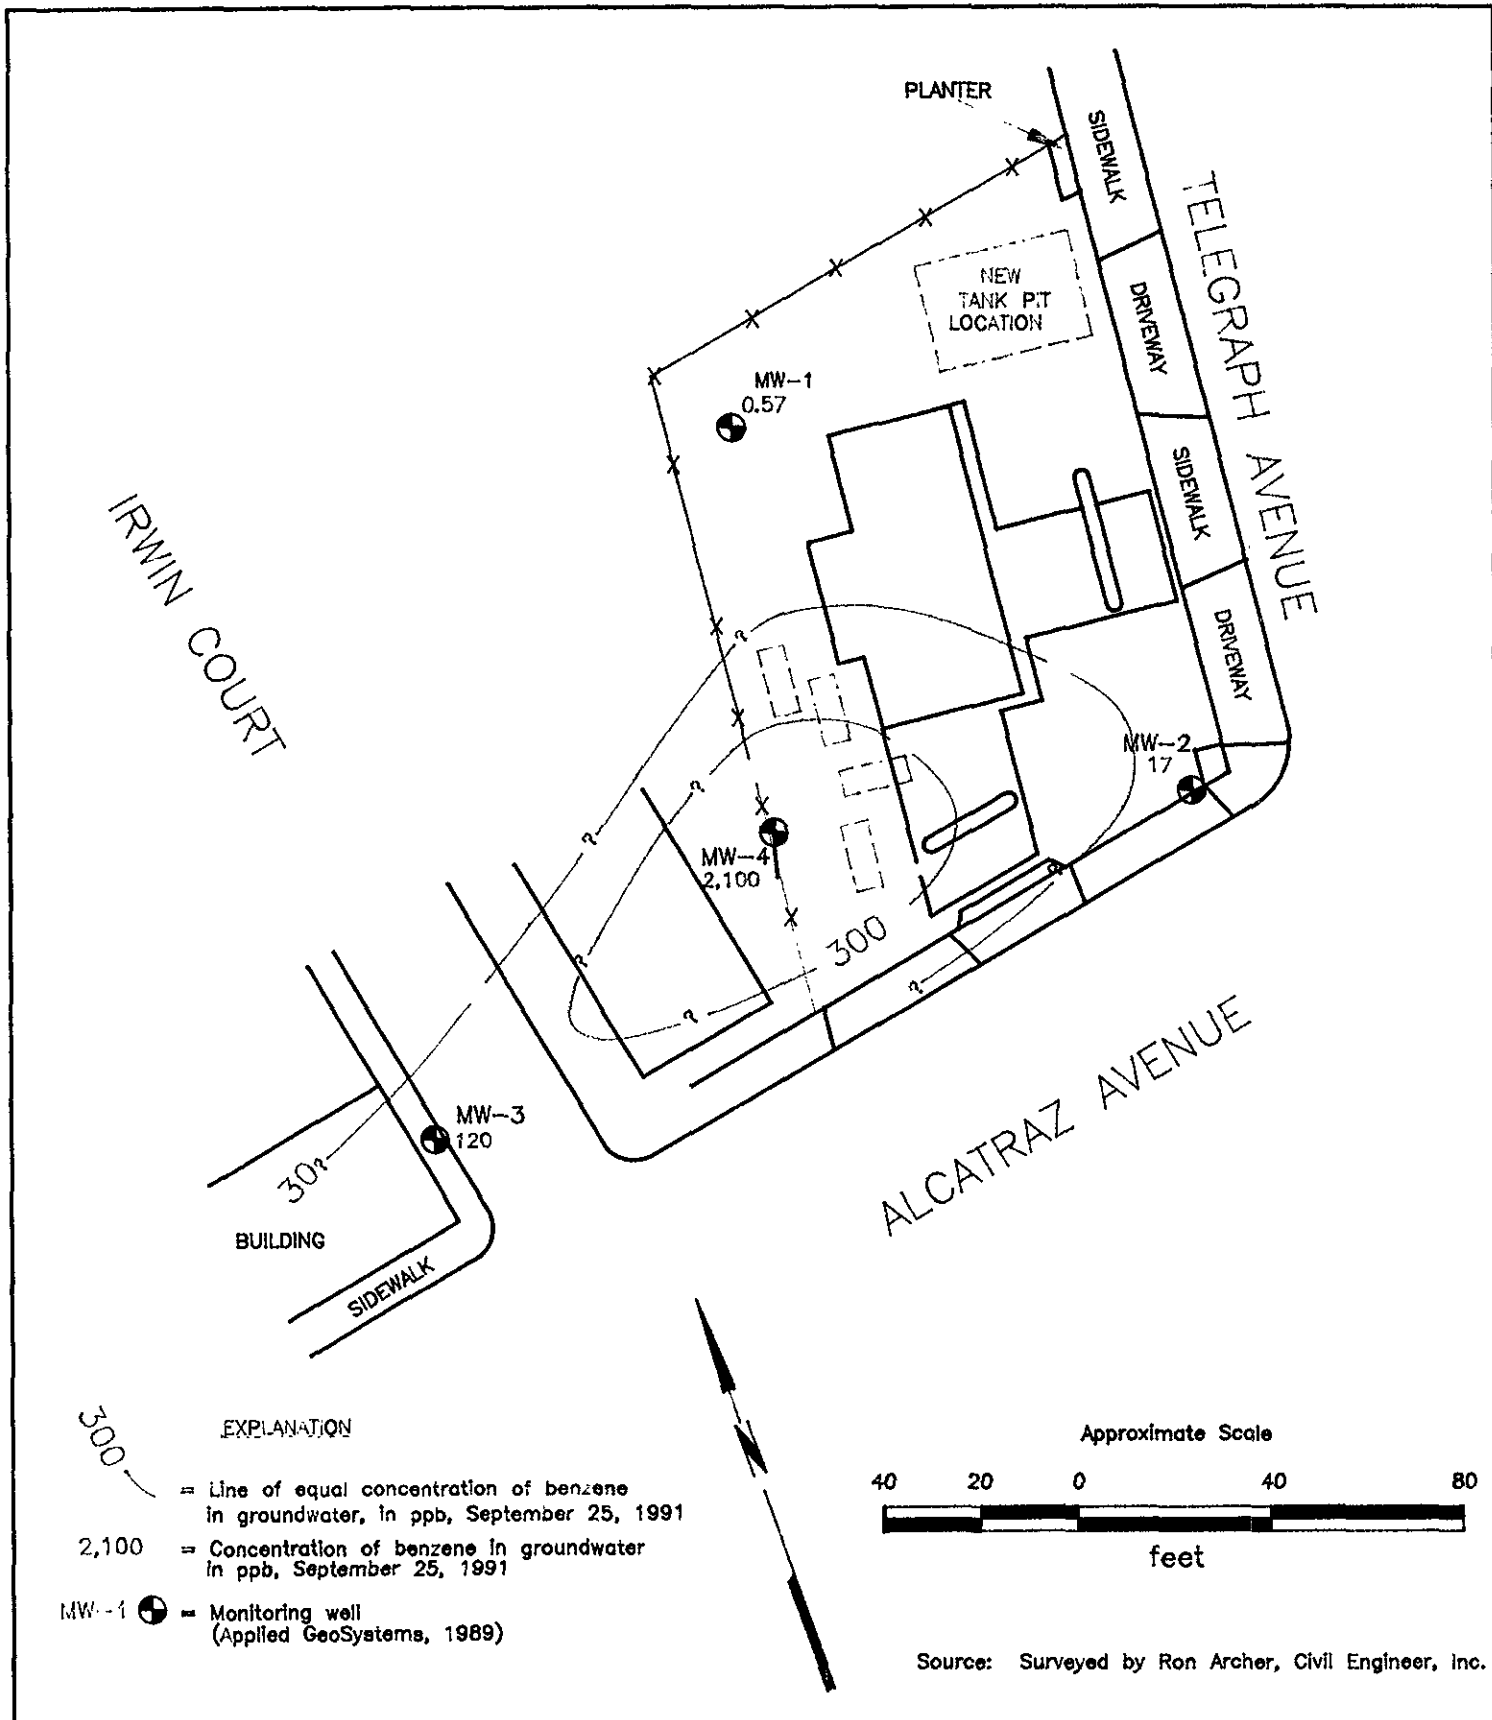 PLANTER
SIDEWALK
TELEGRAPH AVENUE
NEW
TANK PIT
LOCATION
DRIVEWAY
MW-1
0.57
SIDEWALK
IRWIN COURT
DRIVEWAY
?
MW-2
17
?
?
MW-4
2,100
?
300
?
?
?
ALCATRAZ AVENUE
MW-3
120
30
?
BUILDING
SIDEWALK
N
EXPLANATION
300
= Line of equal concentration of benzene
in groundwater, in ppb, September 25, 1991
2,100 = Concentration of benzene in groundwater
in ppb, September 25, 1991
MW-1 = Monitoring well
(Applied GeoSystems, 1989)
Approximate Scale
40 20 0 40 80
feet
Source: Surveyed by Ron Archer, Civil Engineer, Inc.